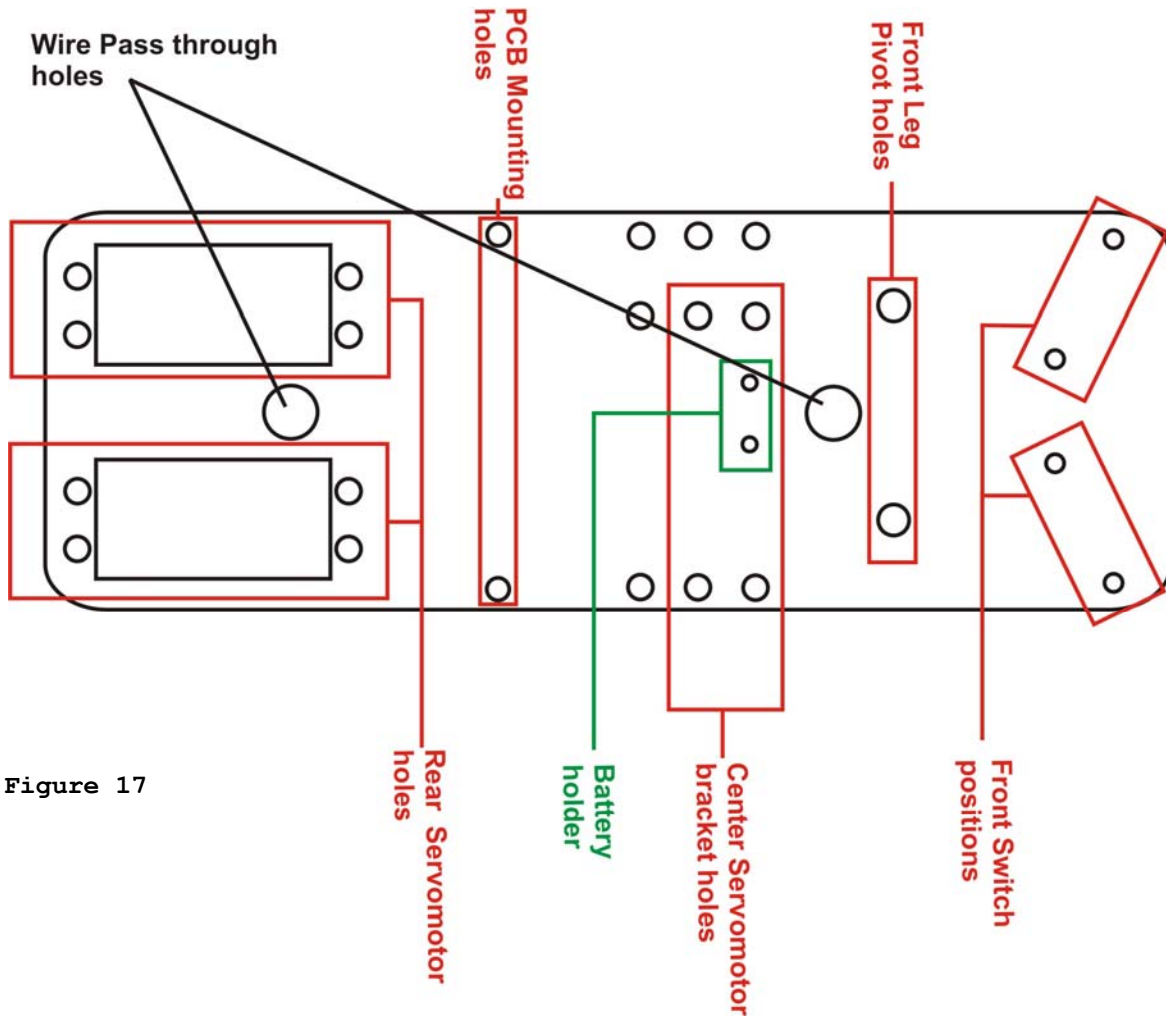 Wire Pass through
holes
PCB Mounting
holes
Front Leg
Pivot holes
Figure 17
Rear Servomotor
holes
Battery
holder
Center Servomotor
bracket holes
Front Switch
positions